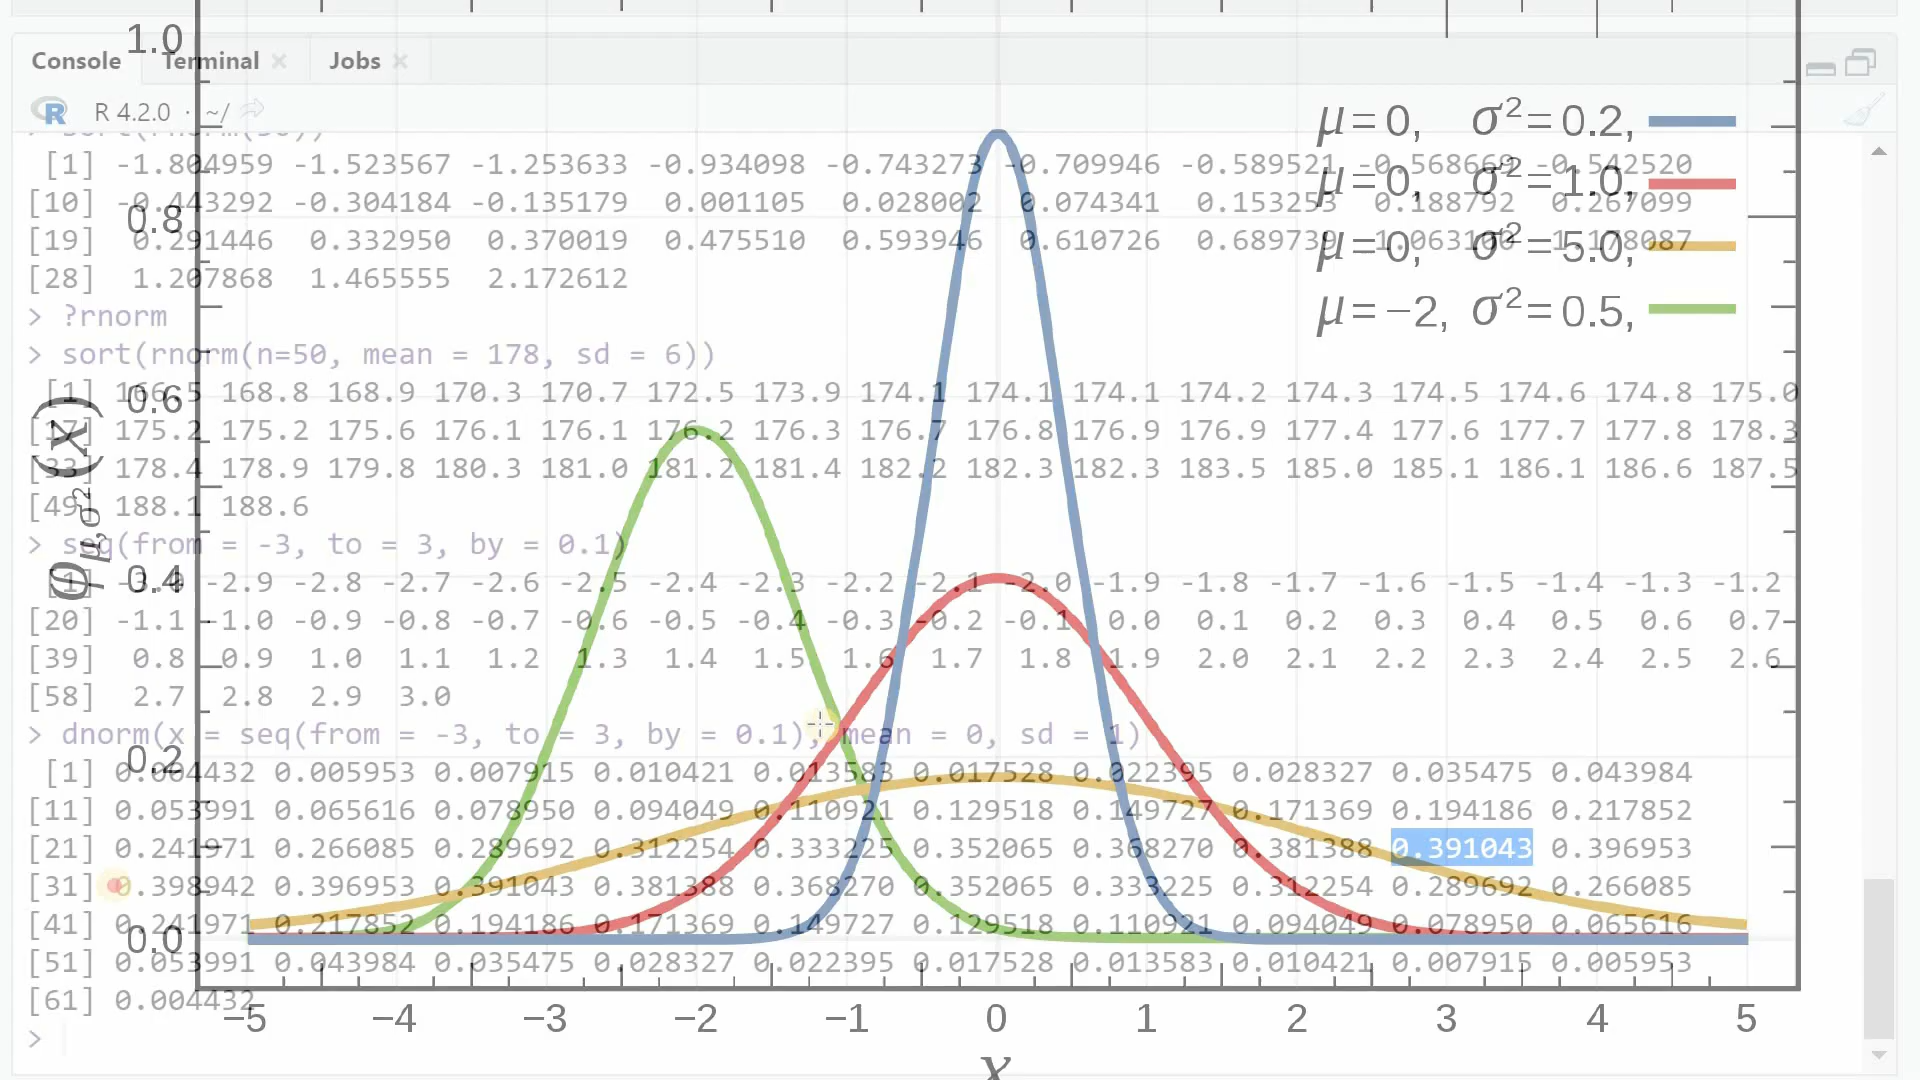 1.0
Console Terminal Jobs
R 4.2.0 · ~/
μ=0, σ²=0.2,
[1] -1.804959 -1.523567 -1.253633 -0.934098 -0.743273 -0.709946 -0.589521 -0.568669 -0.542520
μ=0, σ²=1.0,
[10] -0.443292 -0.304184 -0.135179 0.001105 0.028002 0.074341 0.153253 0.188792 0.267099
0.8
[19] 0.291446 0.332950 0.370019 0.475510 0.593946 0.610726 0.689739 1.178087
μ=0, σ²=5.0,
[28] 1.207868 1.465555 2.172612
μ=−2, σ²=0.5,
> ?rnorm
> sort(rnorm(n=50, mean = 178, sd = 6))
[1] 166.5 168.8 168.9 170.3 170.7 172.5 173.9 174.1 174.1 174.1 174.2 174.3 174.5 174.6 174.8 175.0
0.6
[17] 175.2 175.2 175.6 176.1 176.1 176.2 176.3 176.7 176.8 176.9 176.9 177.4 177.6 177.7 177.8 178.3
[33] 178.4 178.9 179.8 180.3 181.0 181.2 181.4 182.2 182.3 182.3 183.5 185.0 185.1 186.1 186.6 187.5
[49] 188.1 188.6
φμ,σ²(x)
> seq(from = -3, to = 3, by = 0.1)
[1] -3.0 -2.9 -2.8 -2.7 -2.6 -2.5 -2.4 -2.3 -2.2 -2.1 -2.0 -1.9 -1.8 -1.7 -1.6 -1.5 -1.4 -1.3 -1.2
0.4
[20] -1.1 -1.0 -0.9 -0.8 -0.7 -0.6 -0.5 -0.4 -0.3 -0.2 -0.1 0.0 0.1 0.2 0.3 0.4 0.5 0.6 0.7
[39] 0.8 0.9 1.0 1.1 1.2 1.3 1.4 1.5 1.6 1.7 1.8 1.9 2.0 2.1 2.2 2.3 2.4 2.5 2.6
[58] 2.7 2.8 2.9 3.0
> dnorm(x = seq(from = -3, to = 3, by = 0.1), mean = 0, sd = 1)
0.2
[1] 0.004432 0.005953 0.007915 0.010421 0.013583 0.017528 0.022395 0.028327 0.035475 0.043984
[11] 0.053991 0.065616 0.078950 0.094049 0.110921 0.129518 0.149727 0.171369 0.194186 0.217852
[21] 0.241971 0.266085 0.289692 0.312254 0.333225 0.352065 0.368270 0.381388 0.391043 0.396953
[31] 0.398942 0.396953 0.391043 0.381388 0.368270 0.352065 0.333225 0.312254 0.289692 0.266085
[41] 0.241971 0.217852 0.194186 0.171369 0.149727 0.129518 0.110921 0.094049 0.078950 0.065616
0.0
[51] 0.053991 0.043984 0.035475 0.028327 0.022395 0.017528 0.013583 0.010421 0.007915 0.005953
[61] 0.004432
−5 −4 −3 −2 −1 0 1 2 3 4 5
>
x